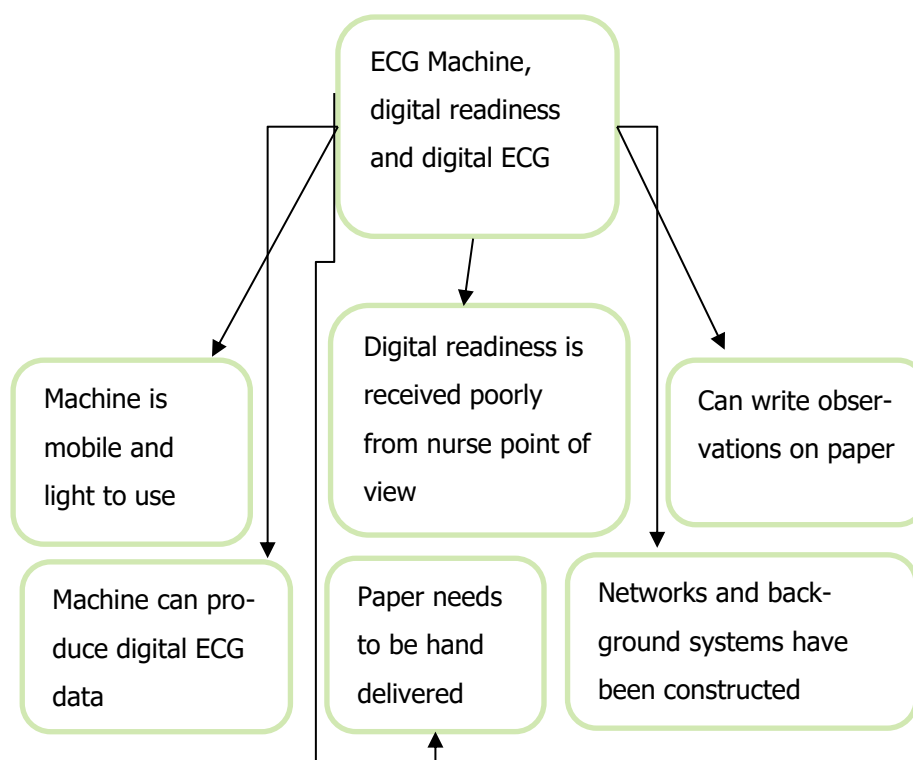 ECG Machine,
digital readiness
and digital ECG
Digital readiness is
received poorly
from nurse point of
view
Machine is
mobile and
light to use
Can write obser-
vations on paper
Machine can pro-
duce digital ECG
data
Paper needs
to be hand
delivered
Networks and back-
ground systems have
been constructed